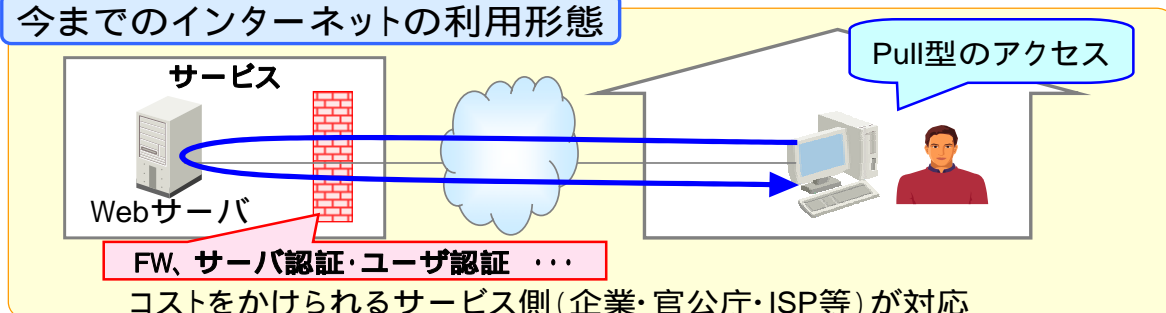 今までのインターネットの利用形態
Pull型のアクセス
サービス
Webサーバ
FW、サーバ認証・ユーザ認証 ・・・
コストをかけられるサービス側(企業・官公庁・ISP等)が対応